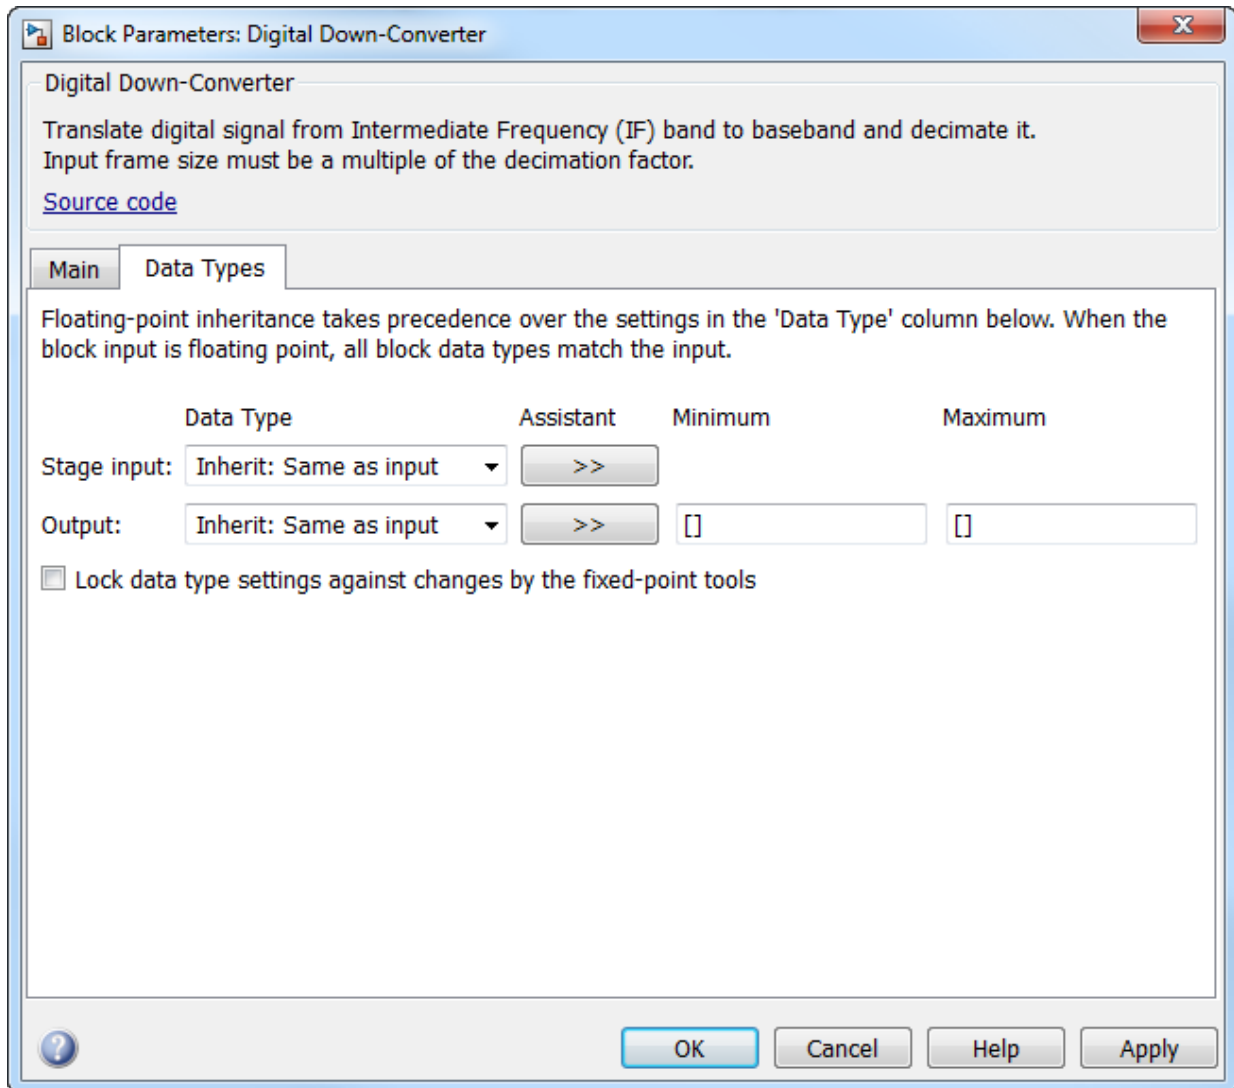 Block Parameters: Digital Down-Converter
x
Digital Down-Converter
Translate digital signal from Intermediate Frequency (IF) band to baseband and decimate it.
Input frame size must be a multiple of the decimation factor.
Source code
Main Data Types
Floating-point inheritance takes precedence over the settings in the 'Data Type' column below. When the
block input is floating point, all block data types match the input.
Data Type Assistant Minimum Maximum
Stage input: Inherit: Same as input >>
Output: Inherit: Same as input >> [] []
Lock data type settings against changes by the fixed-point tools
? OK Cancel Help Apply